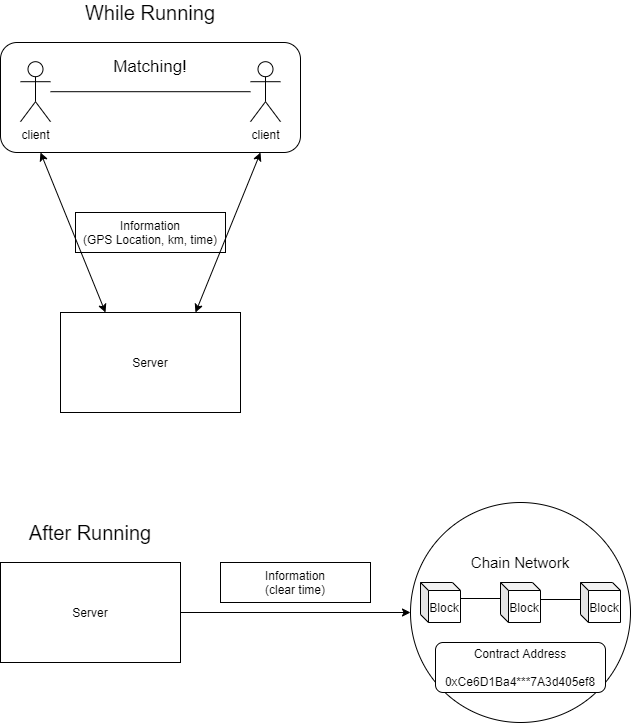 While Running
Matching!
client
client
Information
(GPS Location, km, time)
Server
After Running
Server
Information
(clear time)
Chain Network
Block
Block
Block
Contract Address
0xCe6D1Ba4***7A3d405ef8